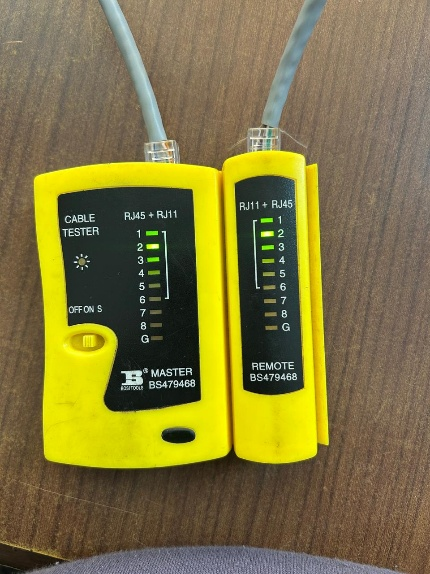 CABLE
TESTER
RJ45 + RJ11
1
2
3
4
5
6
7
8
G
OFF ON S
B®
BOSITOOLS
MASTER
BS479468
RJ11 + RJ45
1
2
3
4
5
6
7
8
G
REMOTE
BS479468